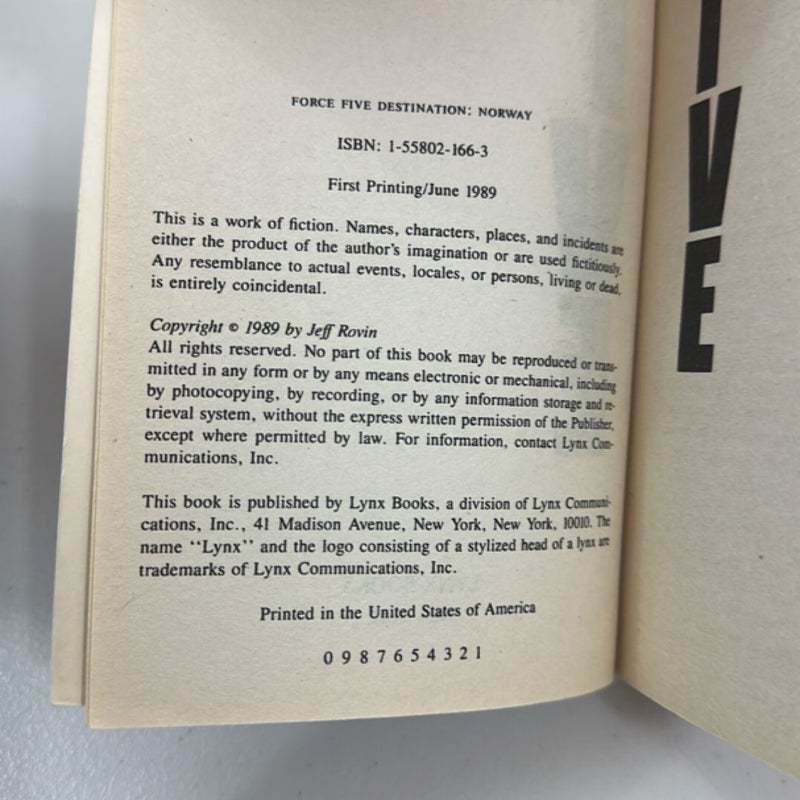 FORCE FIVE DESTINATION: NORWAY
ISBN: 1-55802-166-3
First Printing/June 1989
This is a work of fiction. Names, characters, places, and incidents are
either the product of the author's imagination or are used fictitiously.
Any resemblance to actual events, locales, or persons, living or dead,
is entirely coincidental.
Copyright © 1989 by Jeff Rovin
All rights reserved. No part of this book may be reproduced or trans-
mitted in any form or by any means electronic or mechanical, including
by photocopying, by recording, or by any information storage and re-
trieval system, without the express written permission of the Publisher,
except where permitted by law. For information, contact Lynx Com-
munications, Inc.
This book is published by Lynx Books, a division of Lynx Communi-
cations, Inc., 41 Madison Avenue, New York, New York, 10010. The
name “Lynx” and the logo consisting of a stylized head of a lynx are
trademarks of Lynx Communications, Inc.
Printed in the United States of America
0 9 8 7 6 5 4 3 2 1
IVE